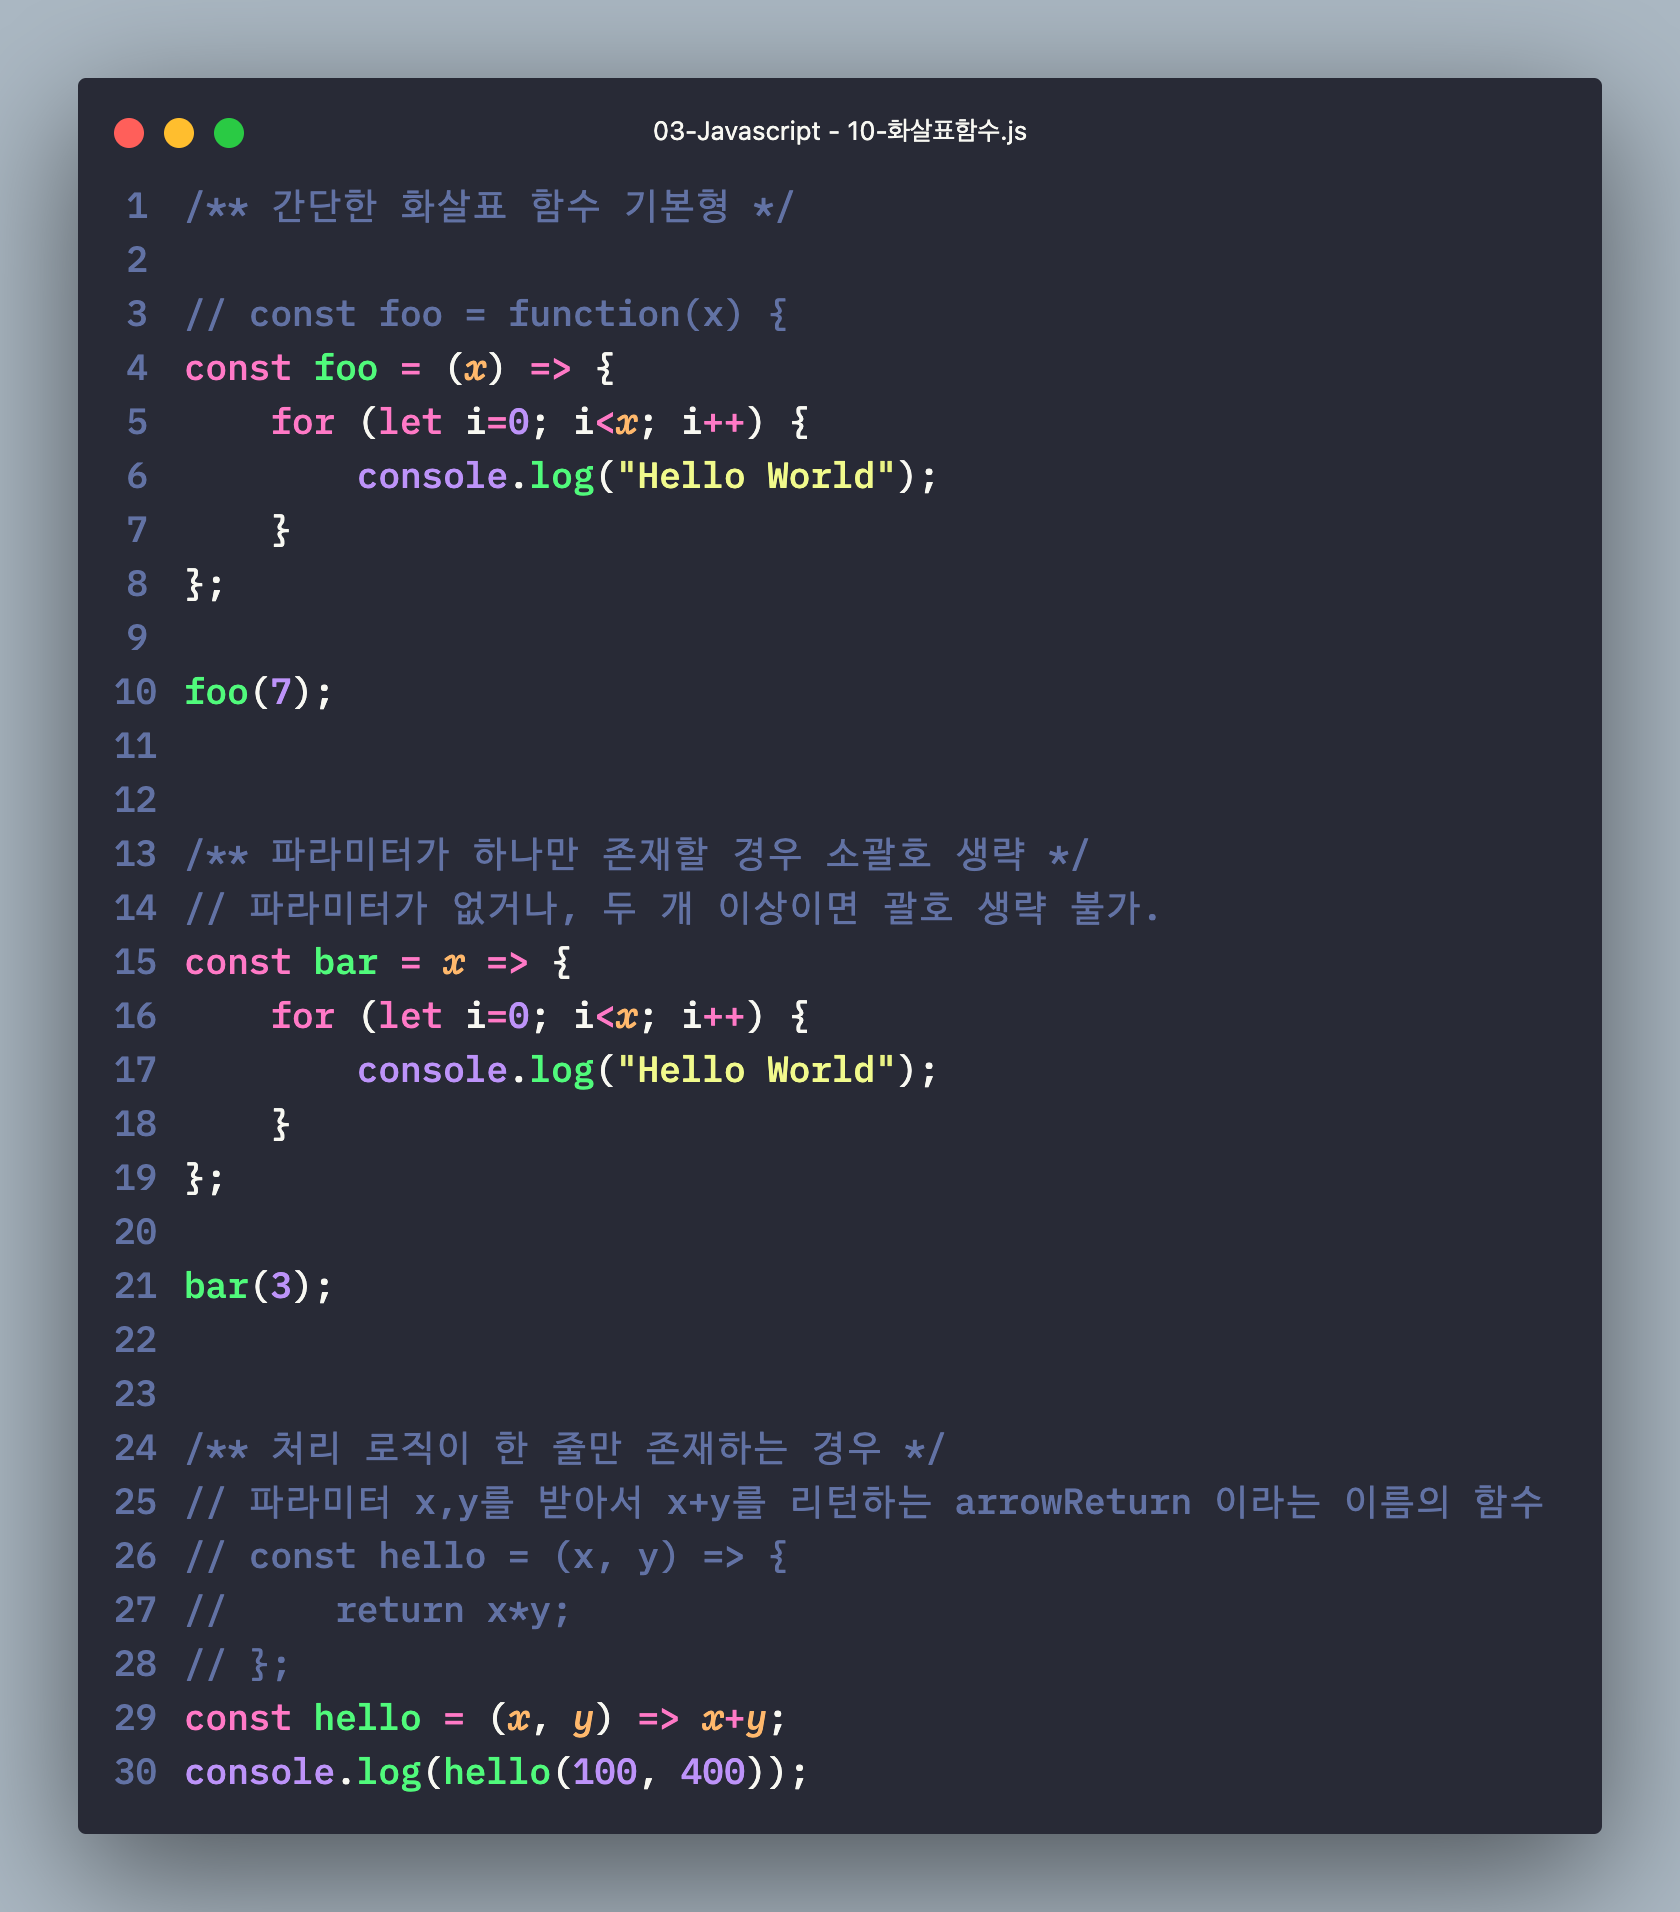 03-Javascript - 10-화살표함수.js
1 /** 간단한 화살표 함수 기본형 */
2
3 // const foo = function(x) {
4 const foo = (x) => {
5     for (let i=0; i<x; i++) {
6         console.log("Hello World");
7     }
8 };
9
10 foo(7);
11
12
13 /** 파라미터가 하나만 존재할 경우 소괄호 생략 */
14 // 파라미터가 없거나, 두 개 이상이면 괄호 생략 불가.
15 const bar = x => {
16     for (let i=0; i<x; i++) {
17         console.log("Hello World");
18     }
19 };
20
21 bar(3);
22
23
24 /** 처리 로직이 한 줄만 존재하는 경우 */
25 // 파라미터 x,y를 받아서 x+y를 리턴하는 arrowReturn 이라는 이름의 함수
26 // const hello = (x, y) => {
27 //     return x*y;
28 // };
29 const hello = (x, y) => x+y;
30 console.log(hello(100, 400));